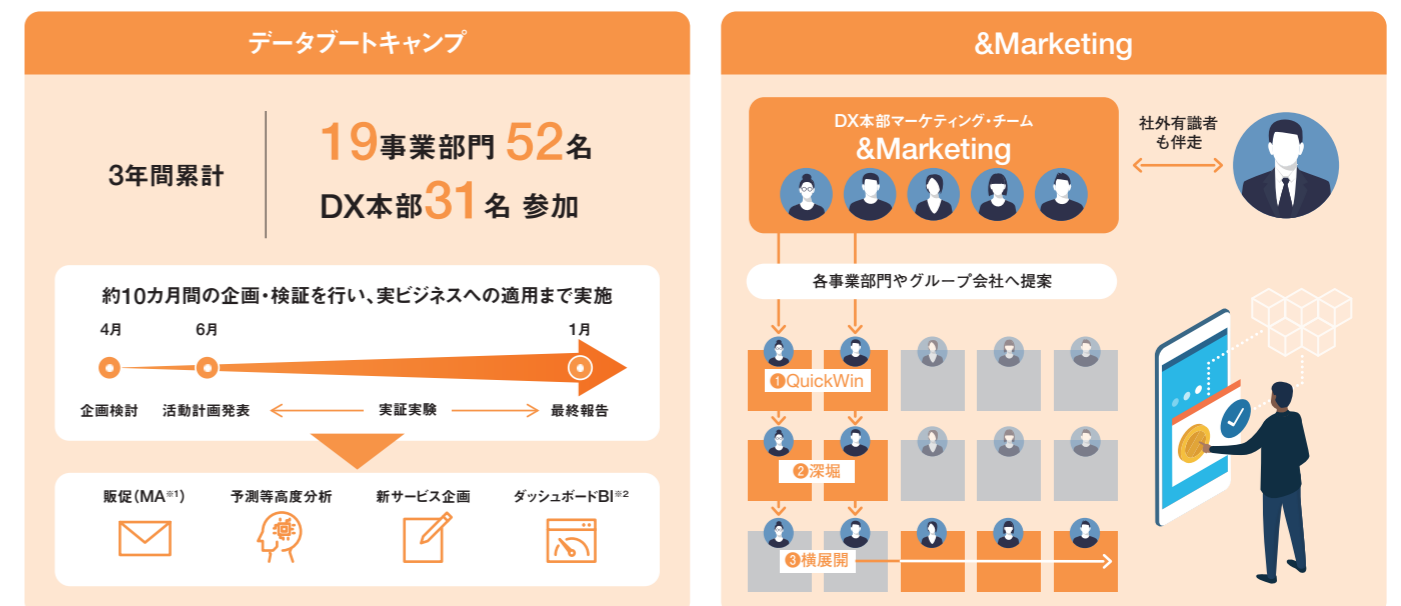 データブートキャンプ
3年間累計
19事業部門 52名
DX本部31名 参加
約10カ月間の企画・検証を行い、実ビジネスへの適用まで実施
4月
6月
1月
企画検討
活動計画発表
実証実験
最終報告
販促(MA※1)
予測等高度分析
新サービス企画
ダッシュボードBI※2
&Marketing
DX本部マーケティング・チーム
&Marketing
社外有識者
も伴走
各事業部門やグループ会社へ提案
❶QuickWin
❷深堀
❸横展開